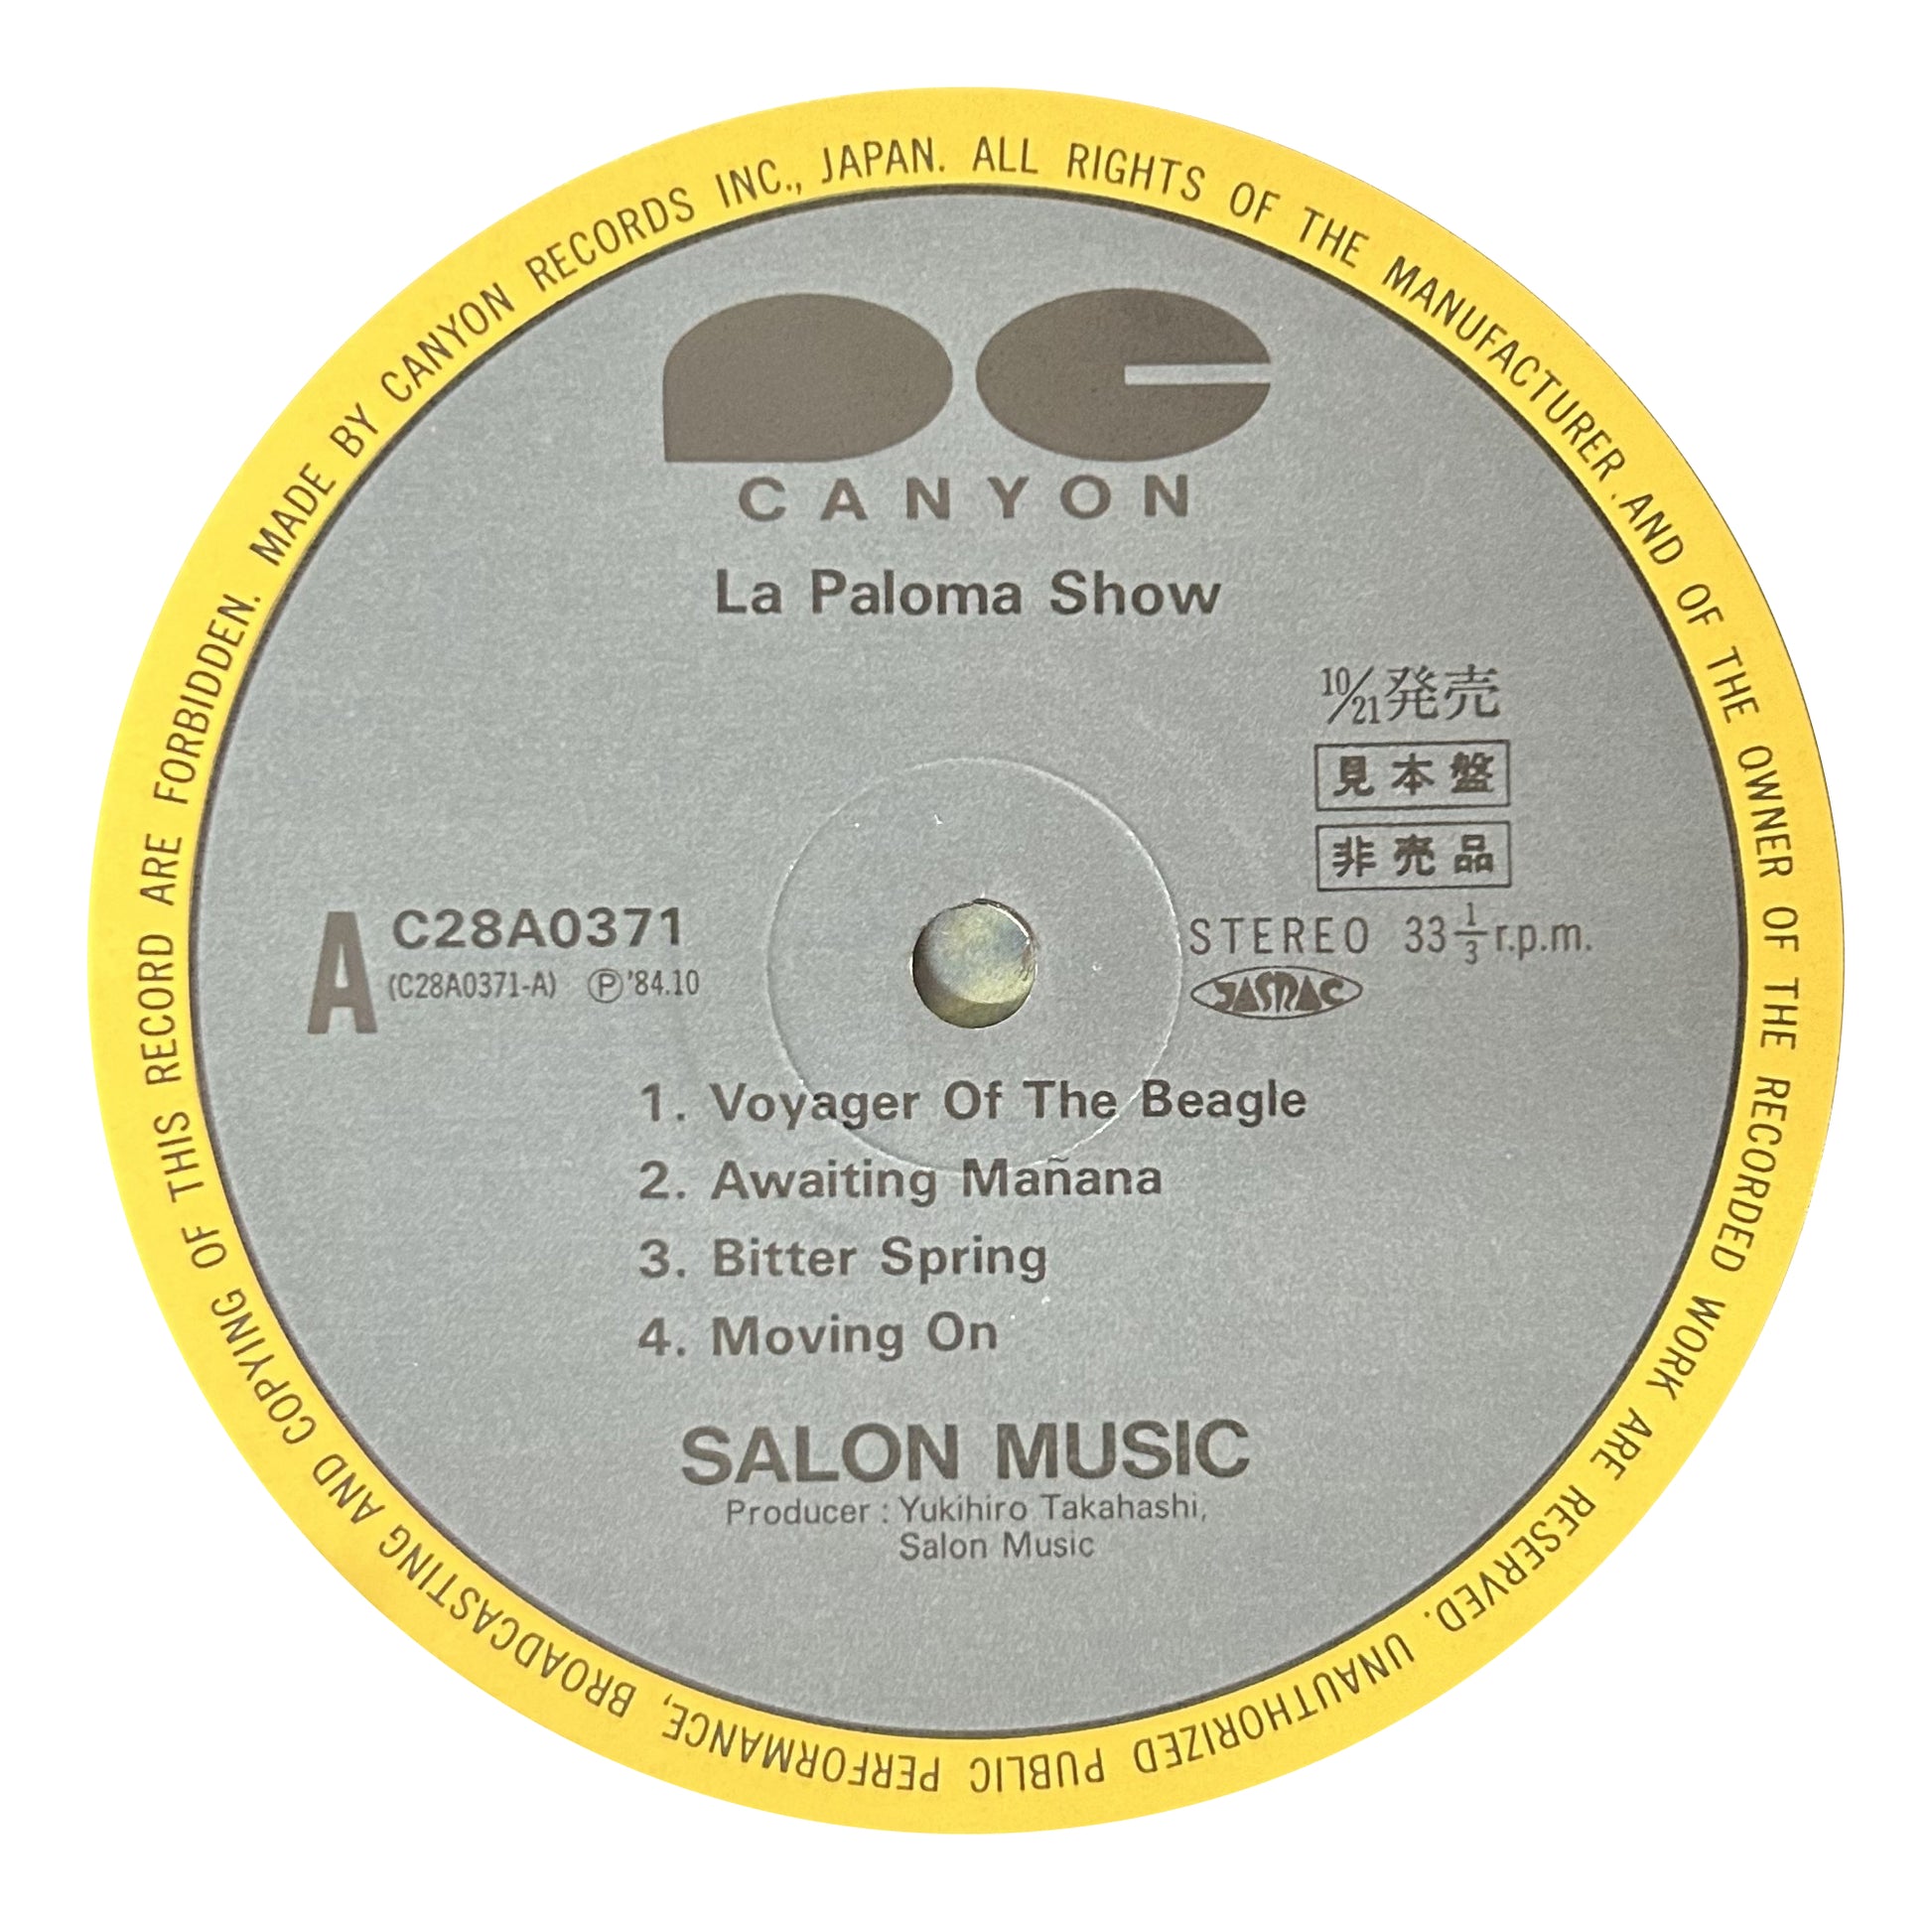 MADE BY CANYON RECORDS INC., JAPAN. ALL RIGHTS OF THE MANUFACTURER AND OF THE OWNER OF THE RECORDED WORK ARE RESERVED. UNAUTHORIZED PUBLIC PERFORMANCE, BROADCASTING AND COPYING OF THIS RECORD ARE FORBIDDEN.
PC
CANYON
La Paloma Show
10/21発売
見本盤
非売品
A C28A0371
(C28A0371-A) Ⓟ'84.10
STEREO 33 1/3 r.p.m.
JASRAC
1. Voyager Of The Beagle
2. Awaiting Mañana
3. Bitter Spring
4. Moving On
SALON MUSIC
Producer : Yukihiro Takahashi,
Salon Music